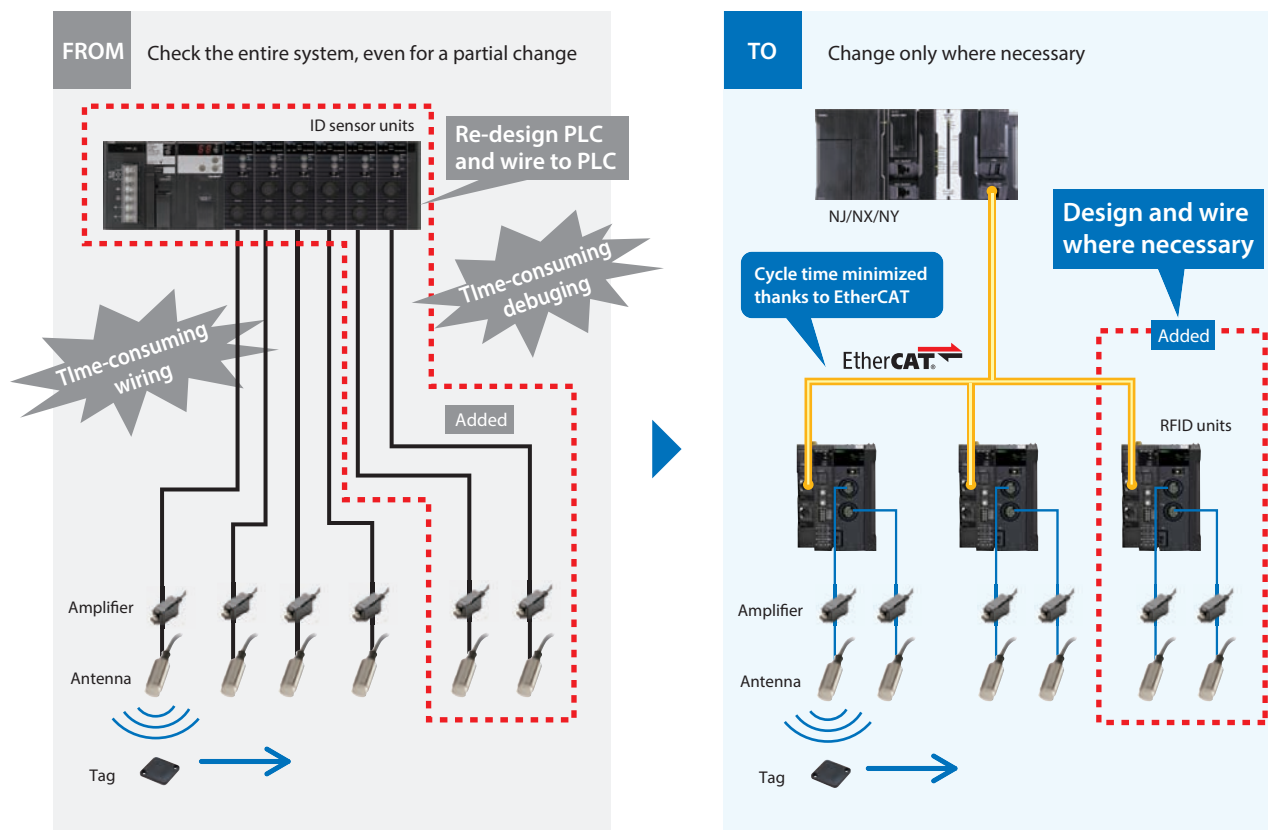 FROM
Check the entire system, even for a partial change
ID sensor units
Re-design PLC
and wire to PLC
TIme-consuming
debuging
TIme-consuming
wiring
Added
Amplifier
Antenna
Tag
TO
Change only where necessary
NJ/NX/NY
Design and wire
where necessary
Cycle time minimized
thanks to EtherCAT
EtherCAT®
Added
RFID units
Amplifier
Antenna
Tag